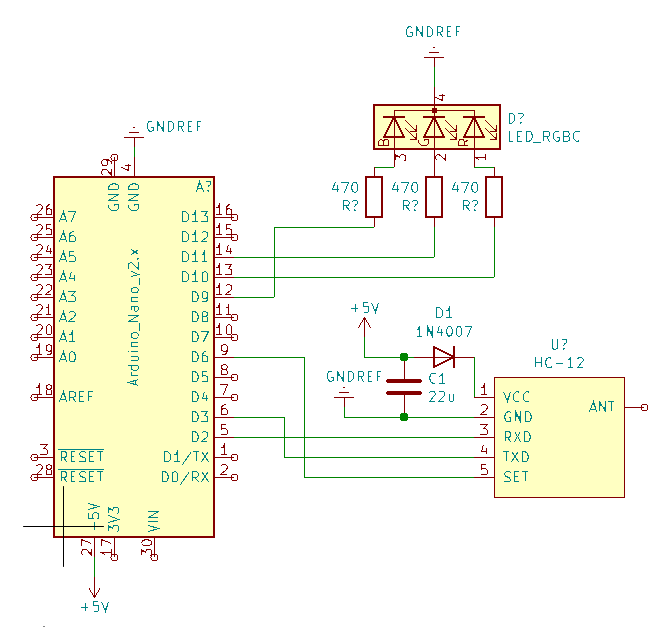 GNDREF
4
D?
LED_RGBC
B
G
R
3
2
1
GNDREF
29
4
GND
GND
A?
470
R?
470
R?
470
R?
26 A7
25 A6
24 A5
23 A4
22 A3
21 A2
20 A1
19 A0
18 AREF
3 RESET
28 RESET
Arduino_Nano_v2.x
D13 16
D12 15
D11 14
D10 13
D9 12
D8 11
D7 10
D6 9
D5 8
D4 7
D3 6
D2 5
D1/TX 1
D0/RX 2
+5V
3V3
VIN
27
17
30
+5V
+5V
D1
1N4007
GNDREF
C1
22u
U?
HC-12
1 VCC
2 GND
3 RXD
4 TXD
5 SET
ANT